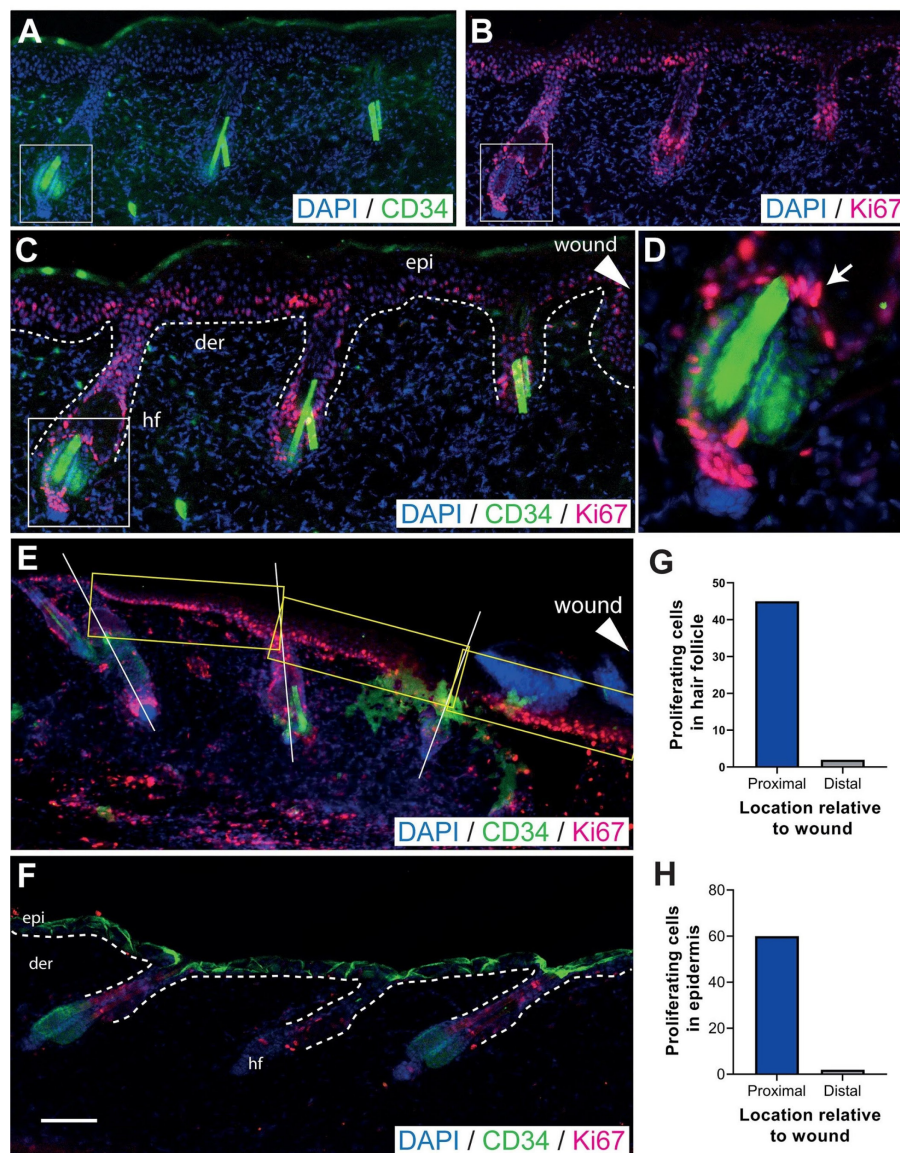 A
DAPI / CD34
B
DAPI / Ki67
C
epi
wound
der
hf
DAPI / CD34 / Ki67
D
E
wound
DAPI / CD34 / Ki67
F
epi
der
hf
DAPI / CD34 / Ki67
G
Proliferating cells
in hair follicle
50
40
30
20
10
0
Proximal Distal
Location relative
to wound
H
Proliferating cells
in epidermis
80
60
40
20
0
Proximal Distal
Location relative
to wound